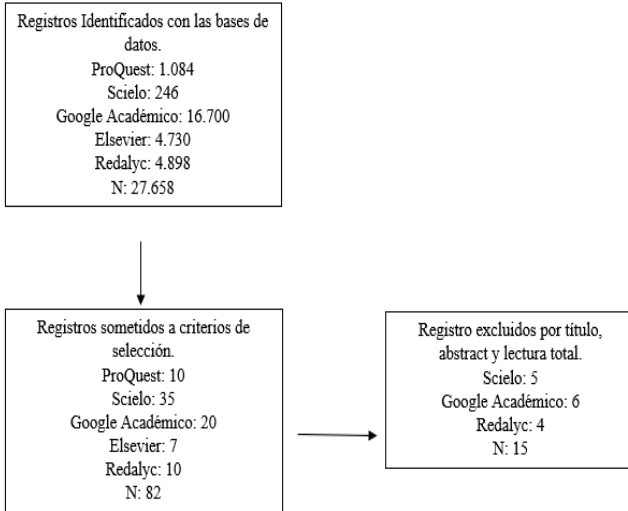 Registros Identificados con las bases de
datos.
ProQuest: 1.084
Scielo: 246
Google Académico: 16.700
Elsevier: 4.730
Redalyc: 4.898
N: 27.658
Registros sometidos a criterios de
selección.
ProQuest: 10
Scielo: 35
Google Académico: 20
Elsevier: 7
Redalyc: 10
N: 82
Registro excluidos por título,
abstract y lectura total.
Scielo: 5
Google Académico: 6
Redalyc: 4
N: 15